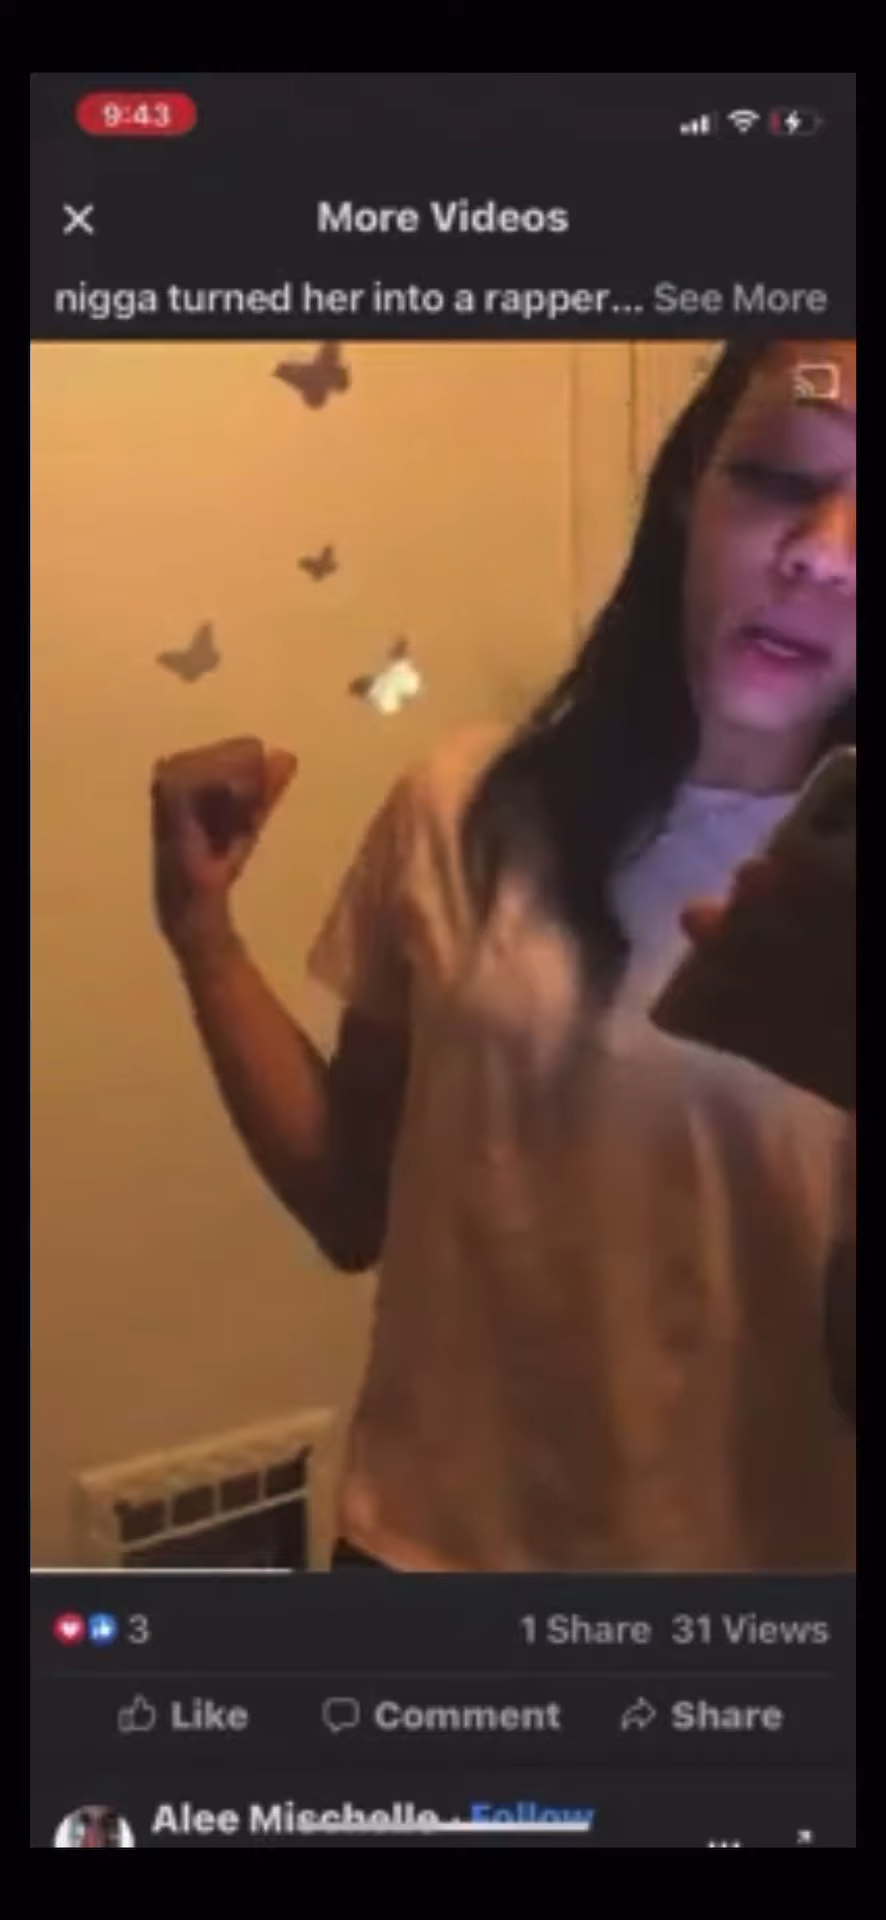 9:43
More Videos
nigga turned her into a rapper... See More
3
1 Share 31 Views
Like Comment Share
Alee Mischelle · Follow